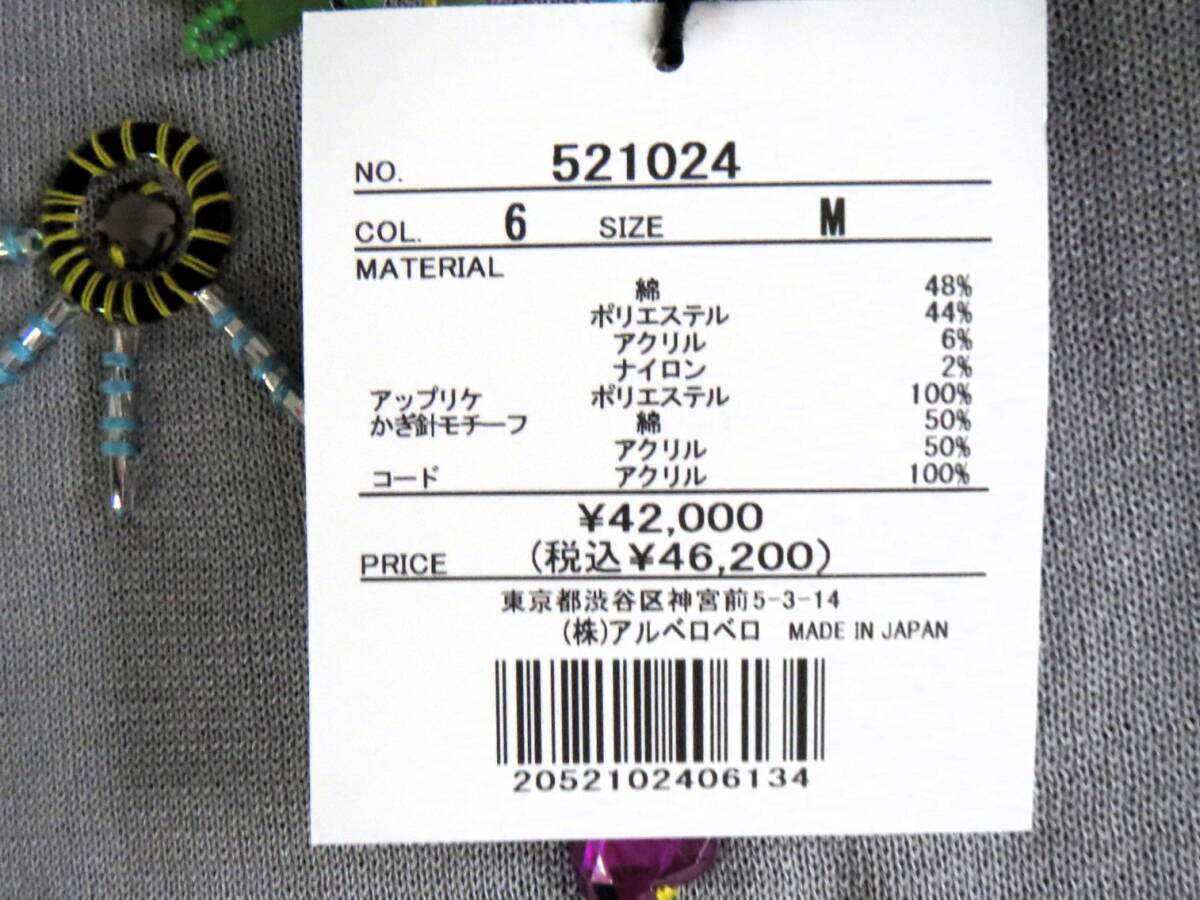 NO. 521024
COL. 6 SIZE M
MATERIAL
綿 48%
ポリエステル 44%
アクリル 6%
ナイロン 2%
アップリケ ポリエステル 100%
かぎ針モチーフ 綿 50%
アクリル 50%
コード アクリル 100%
¥42,000
PRICE (税込¥46,200)
東京都渋谷区神宮前5-3-14
(株)アルベロベロ MADE IN JAPAN
2052102406134